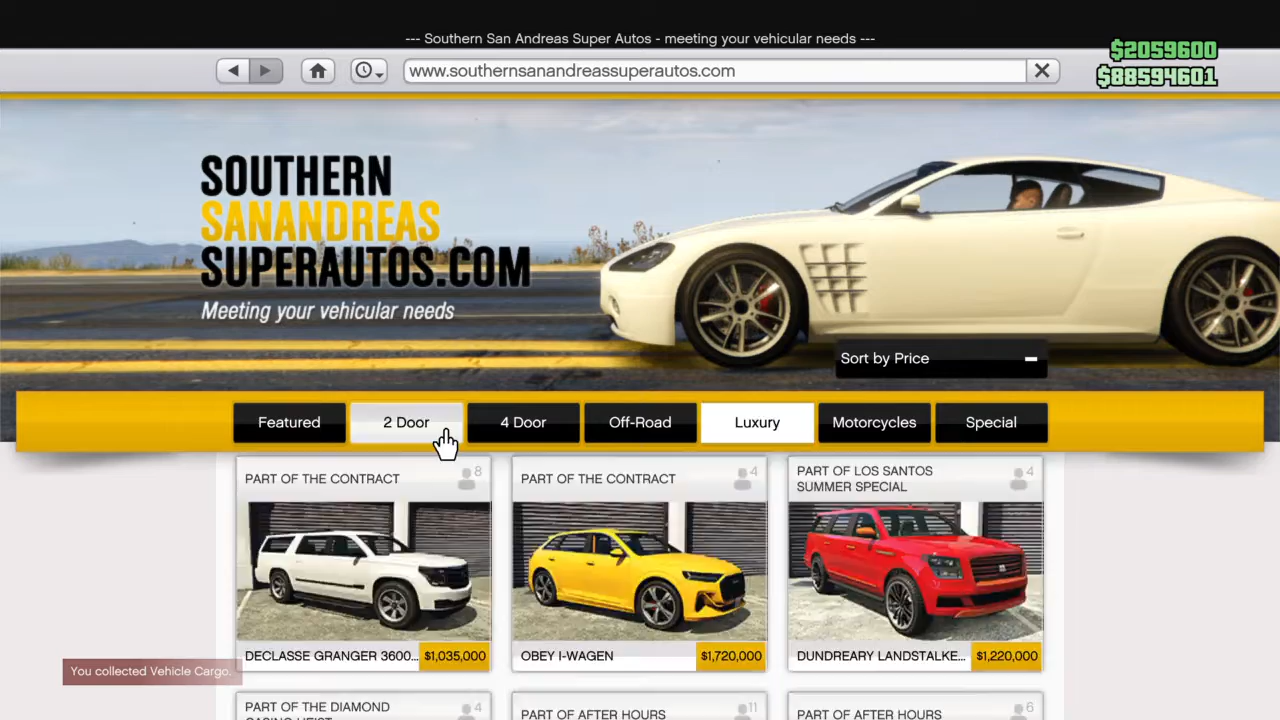 --- Southern San Andreas Super Autos - meeting your vehicular needs ---
$2059600
www.southernsanandreassuperautos.com
$88594601
SOUTHERN
SANANDREAS
SUPERAUTOS.COM
Meeting your vehicular needs
Sort by Price
Featured
2 Door
4 Door
Off-Road
Luxury
Motorcycles
Special
PART OF THE CONTRACT
8
PART OF THE CONTRACT
4
PART OF LOS SANTOS
SUMMER SPECIAL
4
DECLASSE GRANGER 3600...
$1,035,000
OBEY I-WAGEN
$1,720,000
DUNDREARY LANDSTALKE...
$1,220,000
You collected Vehicle Cargo.
PART OF THE DIAMOND
CASINO HEIST
4
PART OF AFTER HOURS
11
PART OF AFTER HOURS
6